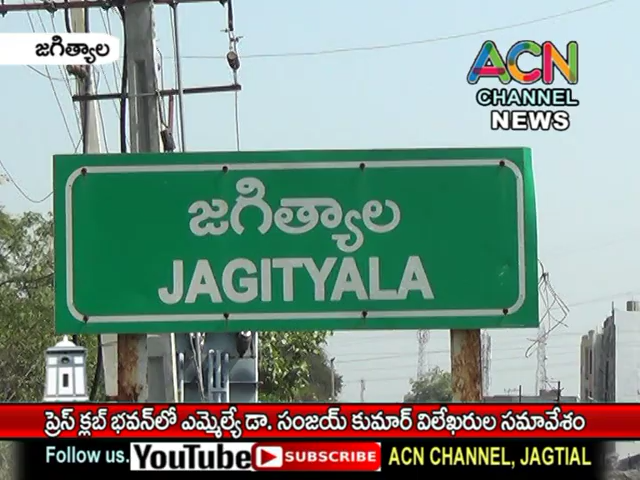 జగిత్యాల
ACN
CHANNEL
NEWS
జగిత్యాల
JAGITYALA
ప్రెస్ క్లబ్ భవన్‌లో ఎమ్మెల్యే డా. సంజయ్ కుమార్ విలేఖరుల సమావేశం
Follow us. YouTube SUBSCRIBE ACN CHANNEL, JAGTIAL